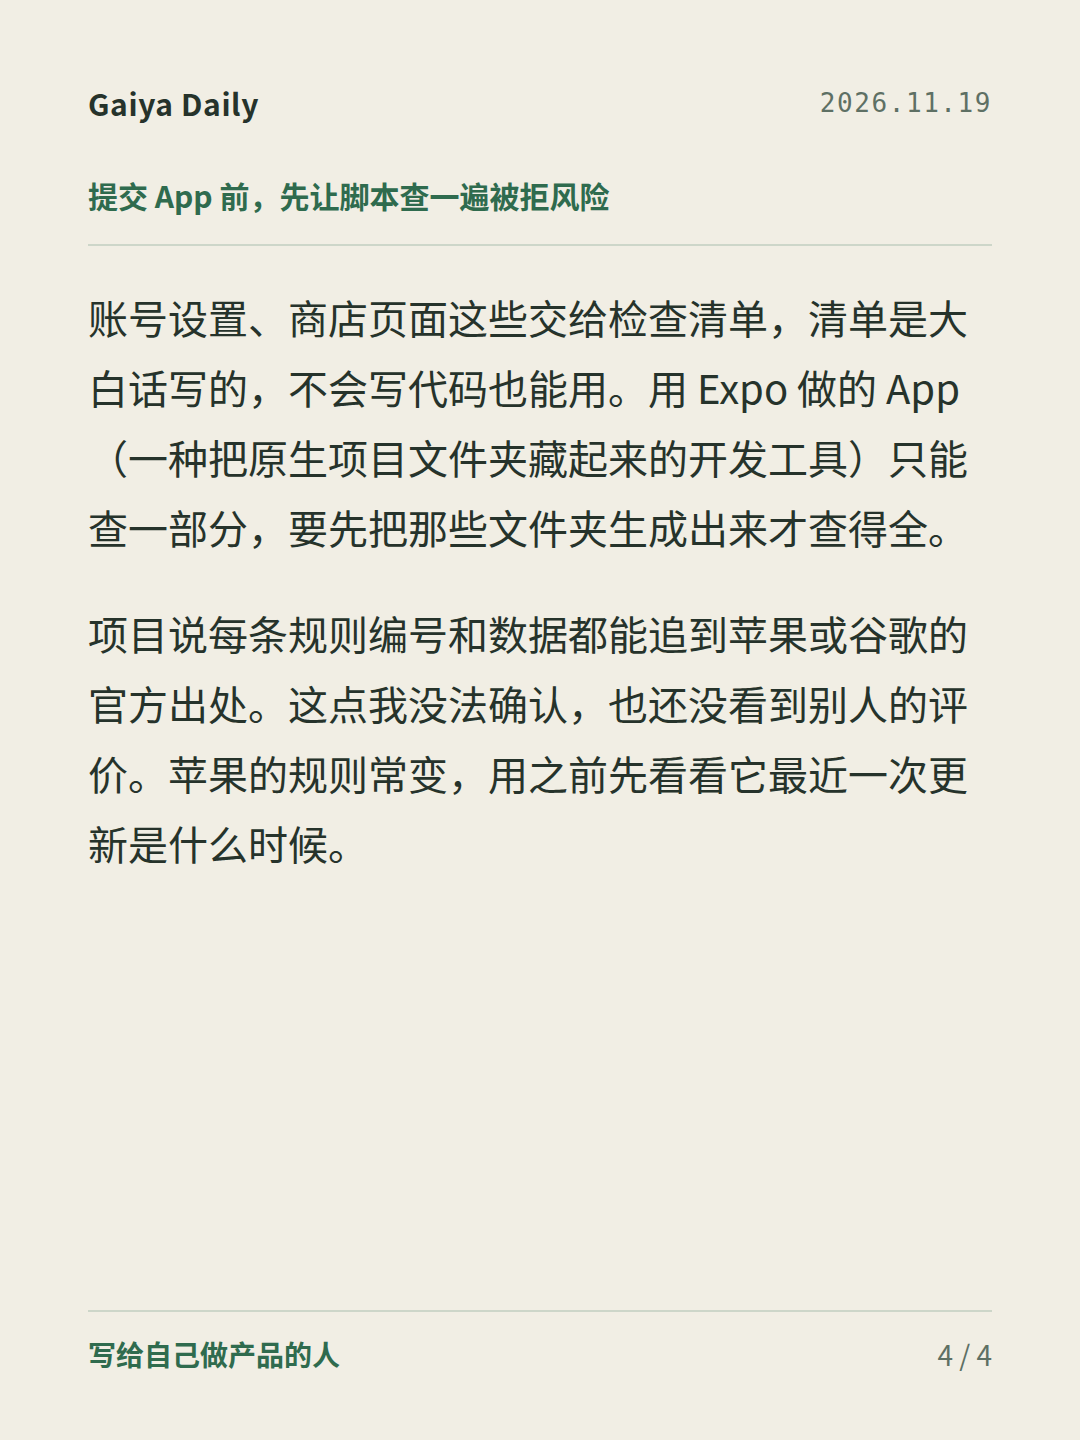 Gaiya Daily
2026.11.19
提交 App 前，先让脚本查一遍被拒风险
账号设置、商店页面这些交给检查清单，清单是大
白话写的，不会写代码也能用。用 Expo 做的 App
（一种把原生项目文件夹藏起来的开发工具）只能
查一部分，要先把那些文件夹生成出来才查得全。
项目说每条规则编号和数据都能追到苹果或谷歌的
官方出处。这点我没法确认，也还没看到别人的评
价。苹果的规则常变，用之前先看看它最近一次更
新是什么时候。
写给自己做产品的人
4 / 4